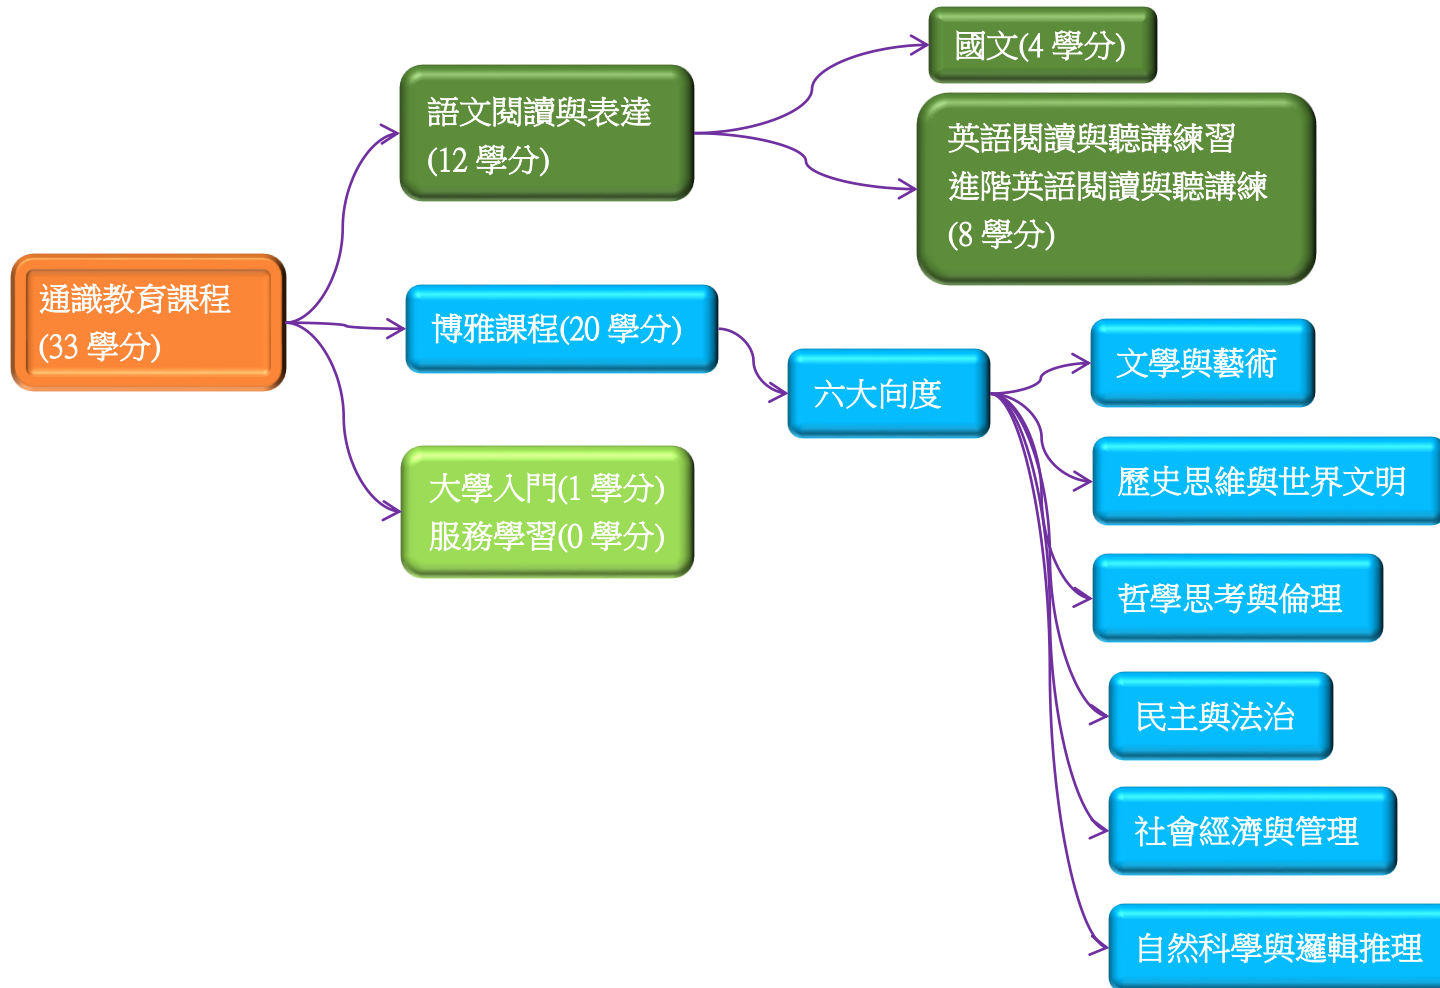 通識教育課程
(33 學分)
語文閱讀與表達
(12 學分)
國文(4 學分)
英語閱讀與聽講練習
進階英語閱讀與聽講練
(8 學分)
博雅課程(20 學分)
六大向度
文學與藝術
歷史思維與世界文明
哲學思考與倫理
民主與法治
社會經濟與管理
自然科學與邏輯推理
大學入門(1 學分)
服務學習(0 學分)